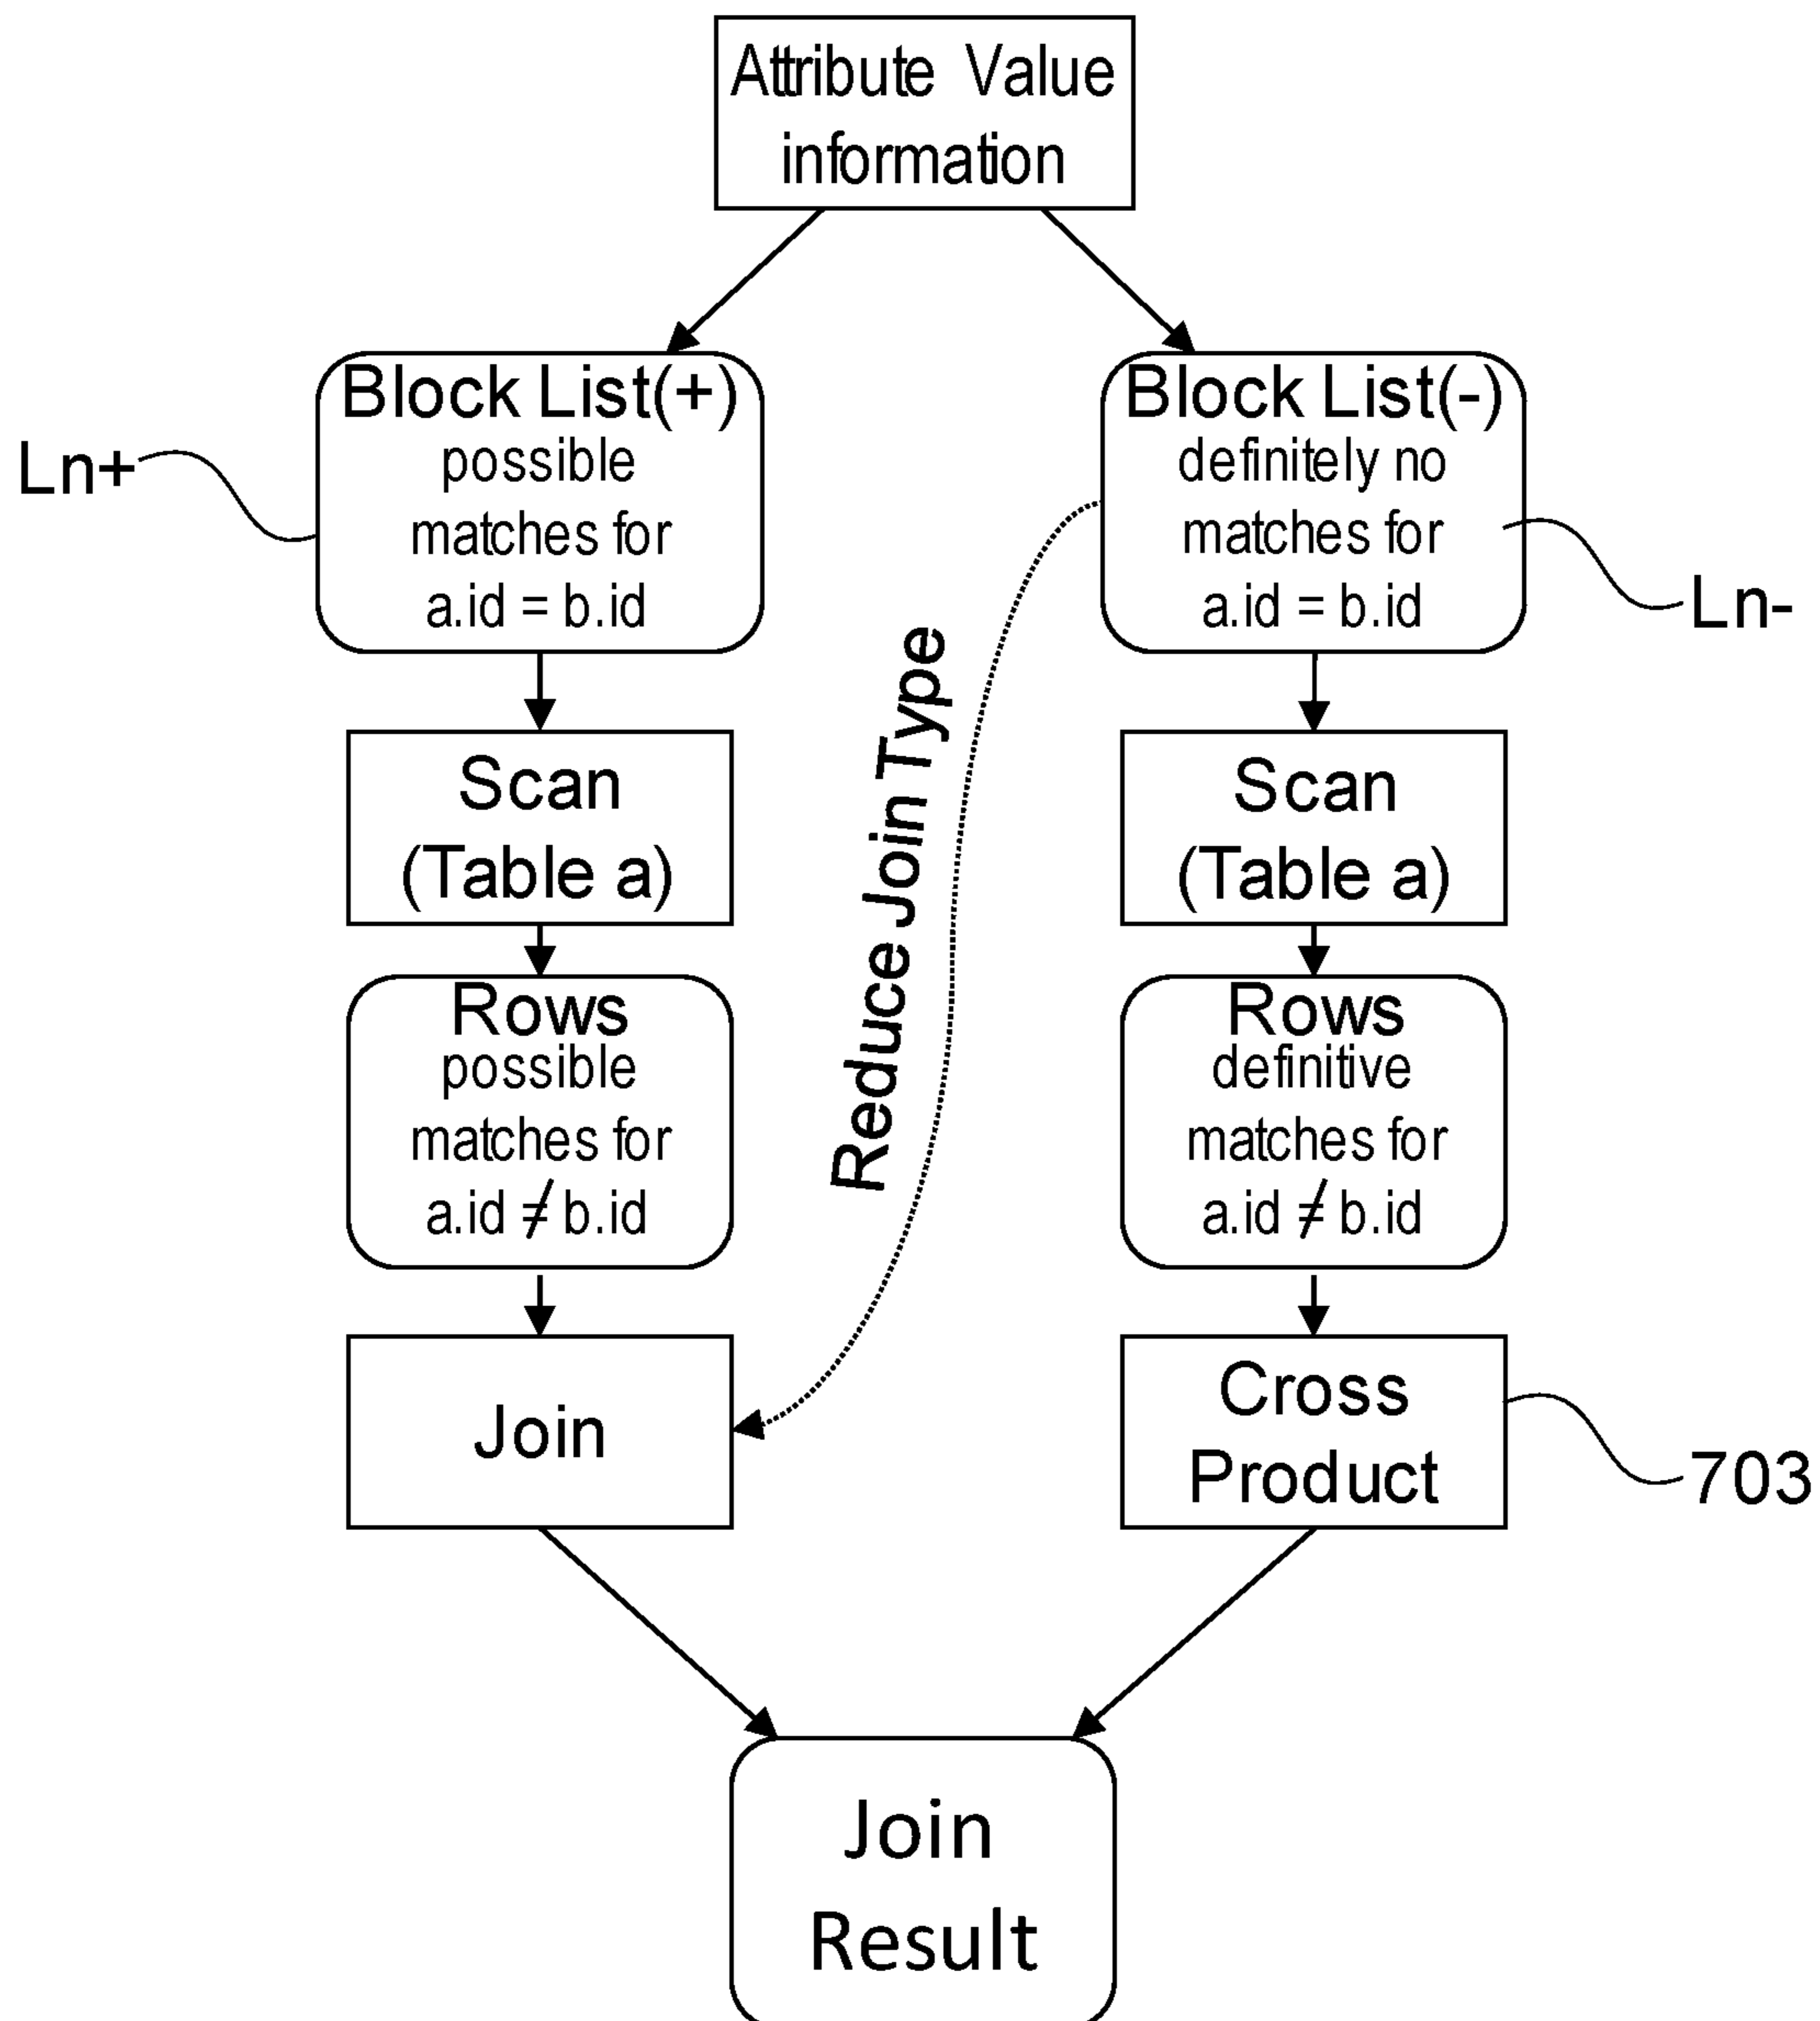 Attribute Value
information
Block List(+)
possible
matches for
a.id = b.id
Ln+
Block List(-)
definitely no
matches for
a.id = b.id
Ln-
Scan
(Table a)
Scan
(Table a)
Reduce Join Type
Rows
possible
matches for
a.id ≠ b.id
Rows
definitive
matches for
a.id ≠ b.id
Join
Cross
Product
703
Join
Result